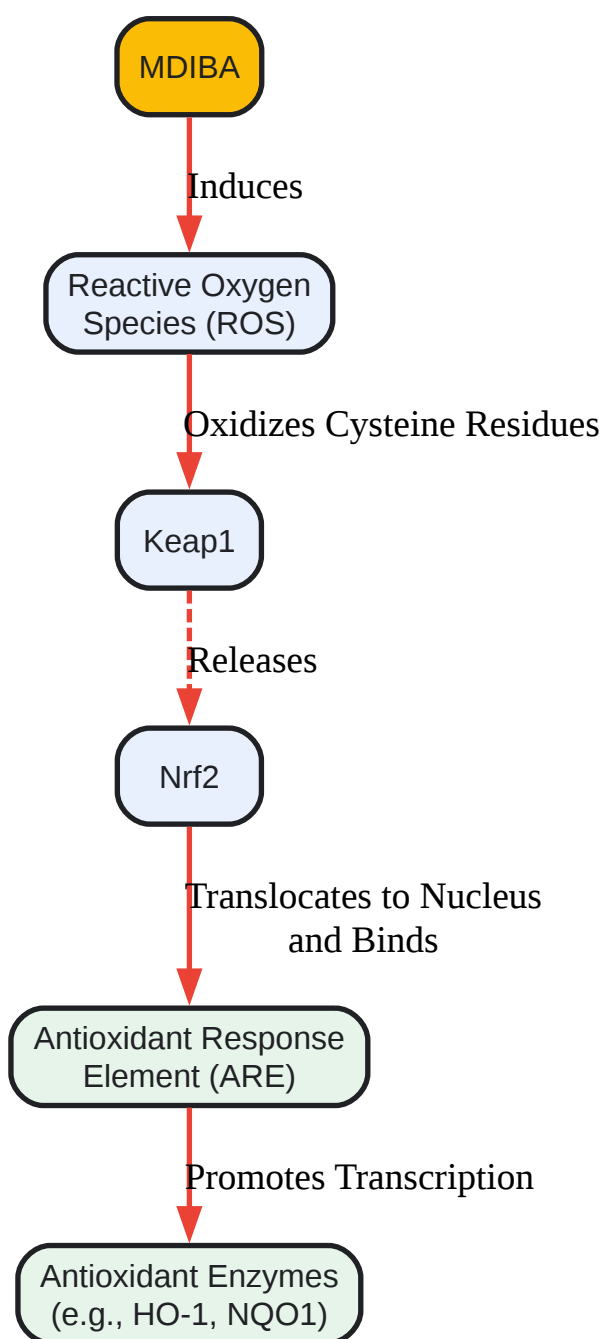 MDIBA
Induces
Reactive Oxygen
Species (ROS)
Oxidizes Cysteine Residues
Keap1
Releases
Nrf2
Translocates to Nucleus
and Binds
Antioxidant Response
Element (ARE)
Promotes Transcription
Antioxidant Enzymes
(e.g., HO-1, NQO1)